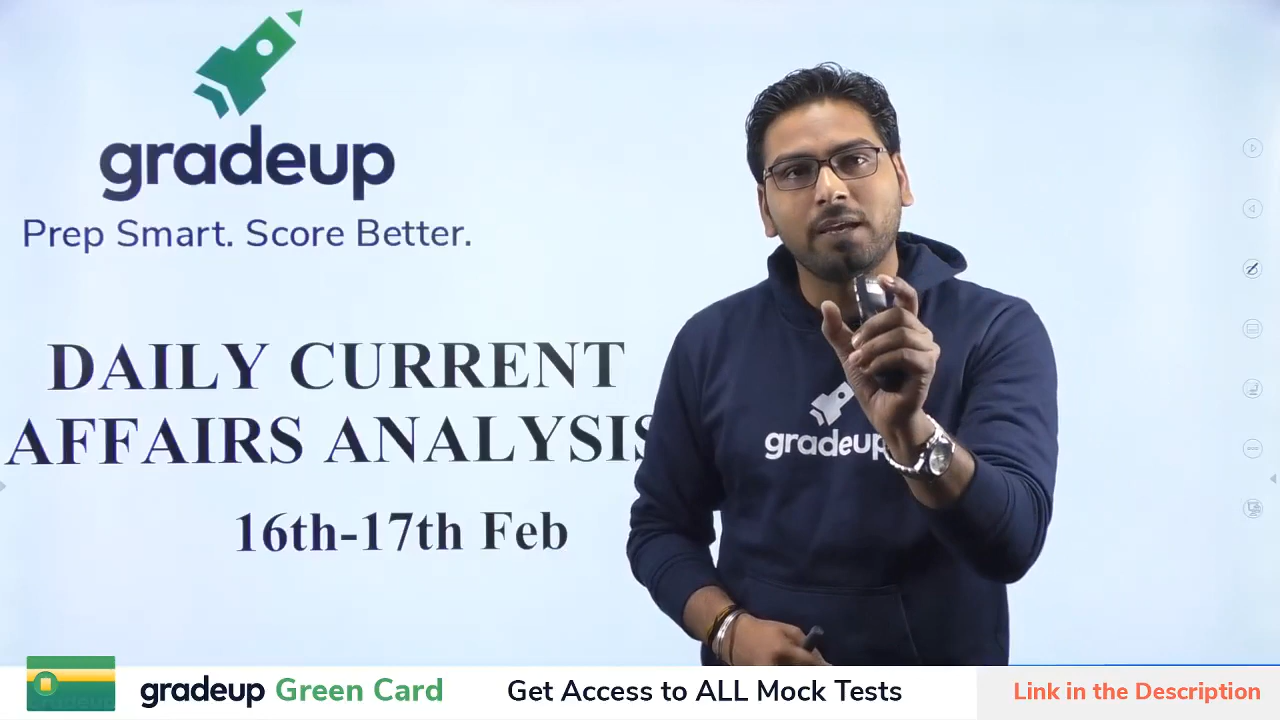 gradeup
Prep Smart. Score Better.
DAILY CURRENT
AFFAIRS ANALYSIS
16th-17th Feb
gradeup
gradeup Green Card
Get Access to ALL Mock Tests
Link in the Description